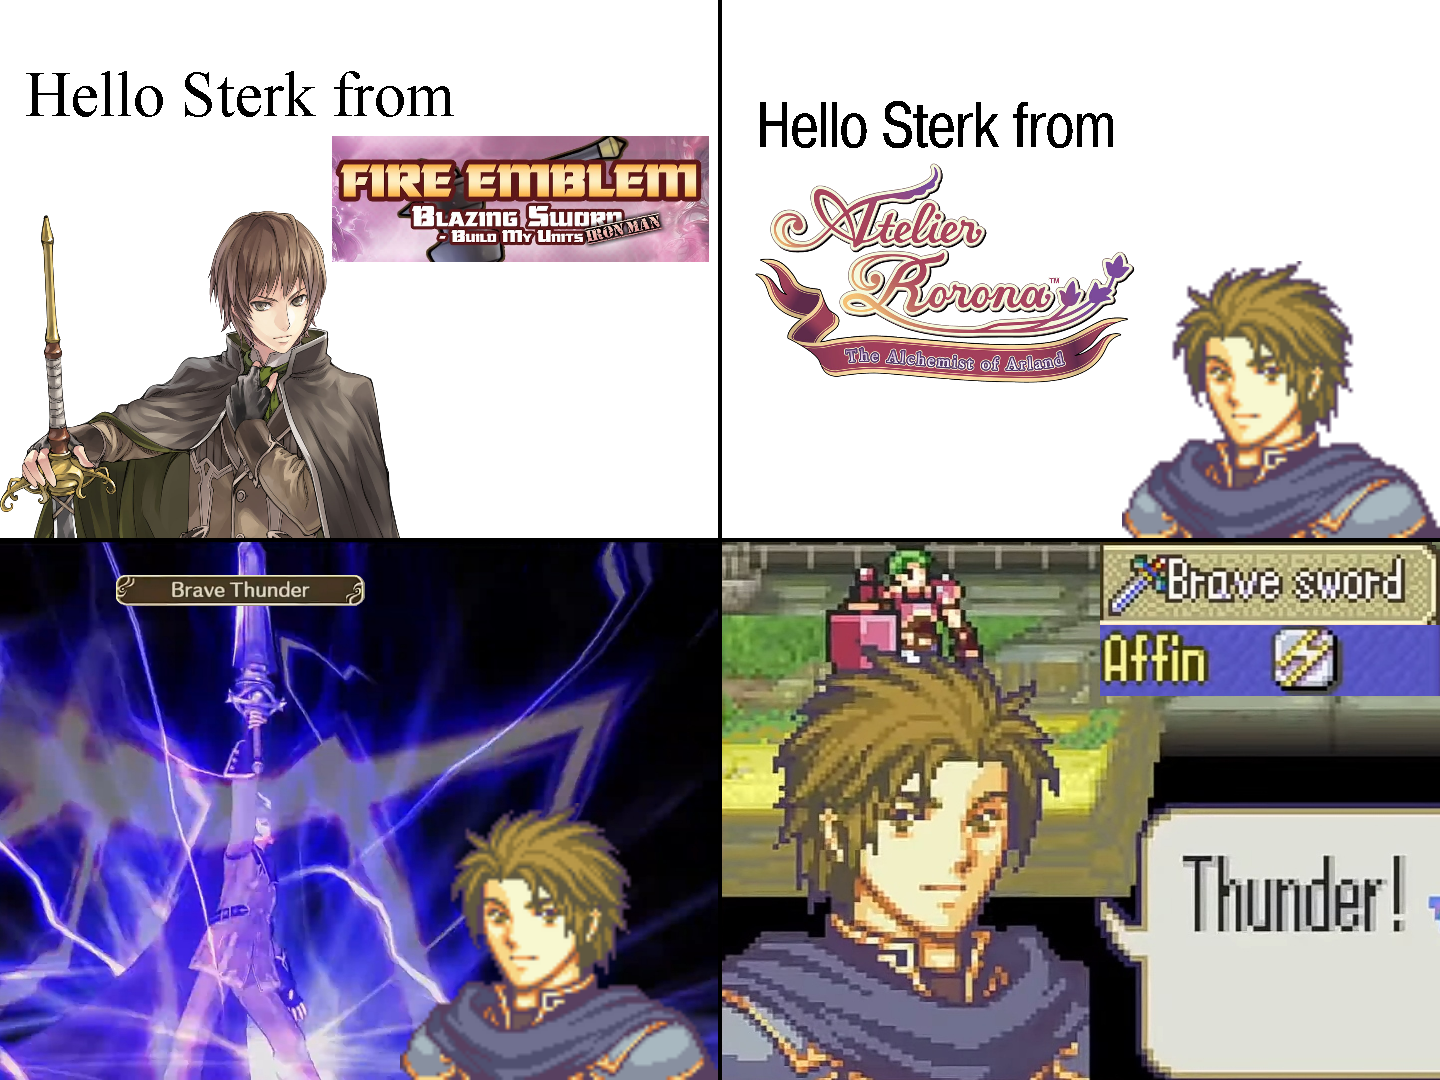 Hello Sterk from
FIRE EMBLEM
BLAZING SWORD
- BUILD MY UNITS IRON MAN
Hello Sterk from
Atelier
Rorona™
The Alchemist of Arland
Brave Thunder
Brave sword
Affin
Thunder!